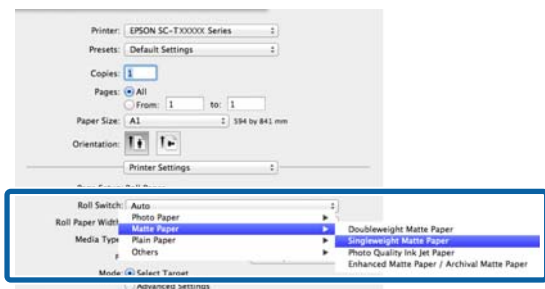 Printer: EPSON SC-TXXXXX Series
Presets: Default Settings
Copies: 1
Pages: All
From: 1 to: 1
Paper Size: A1 594 by 841 mm
Orientation:
Printer Settings
Roll Switch: Auto
Roll Paper Width
Photo Paper
Matte Paper
Media Type
Plain Paper
Others
Doubleweight Matte Paper
Singleweight Matte Paper
Photo Quality Ink Jet Paper
Enhanced Matte Paper / Archival Matte Paper
Mode: Select Target
Advanced Settings